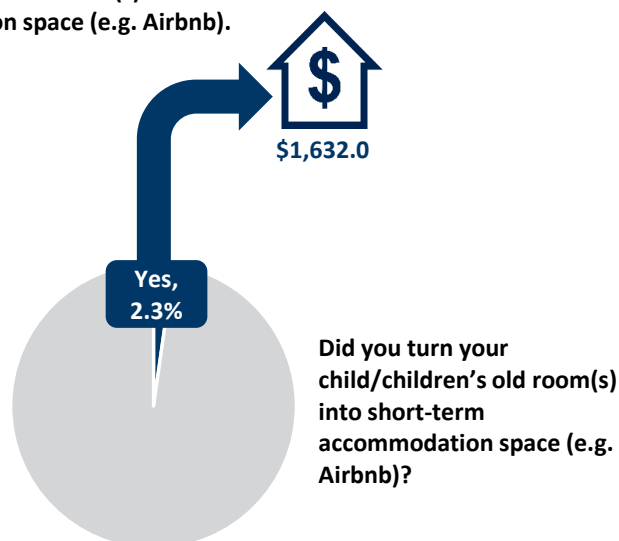 on space (e.g. Airbnb).
$
$1,632.0
Yes,
2.3%
Did you turn your
child/children's old room(s)
into short-term
accommodation space (e.g.
Airbnb)?